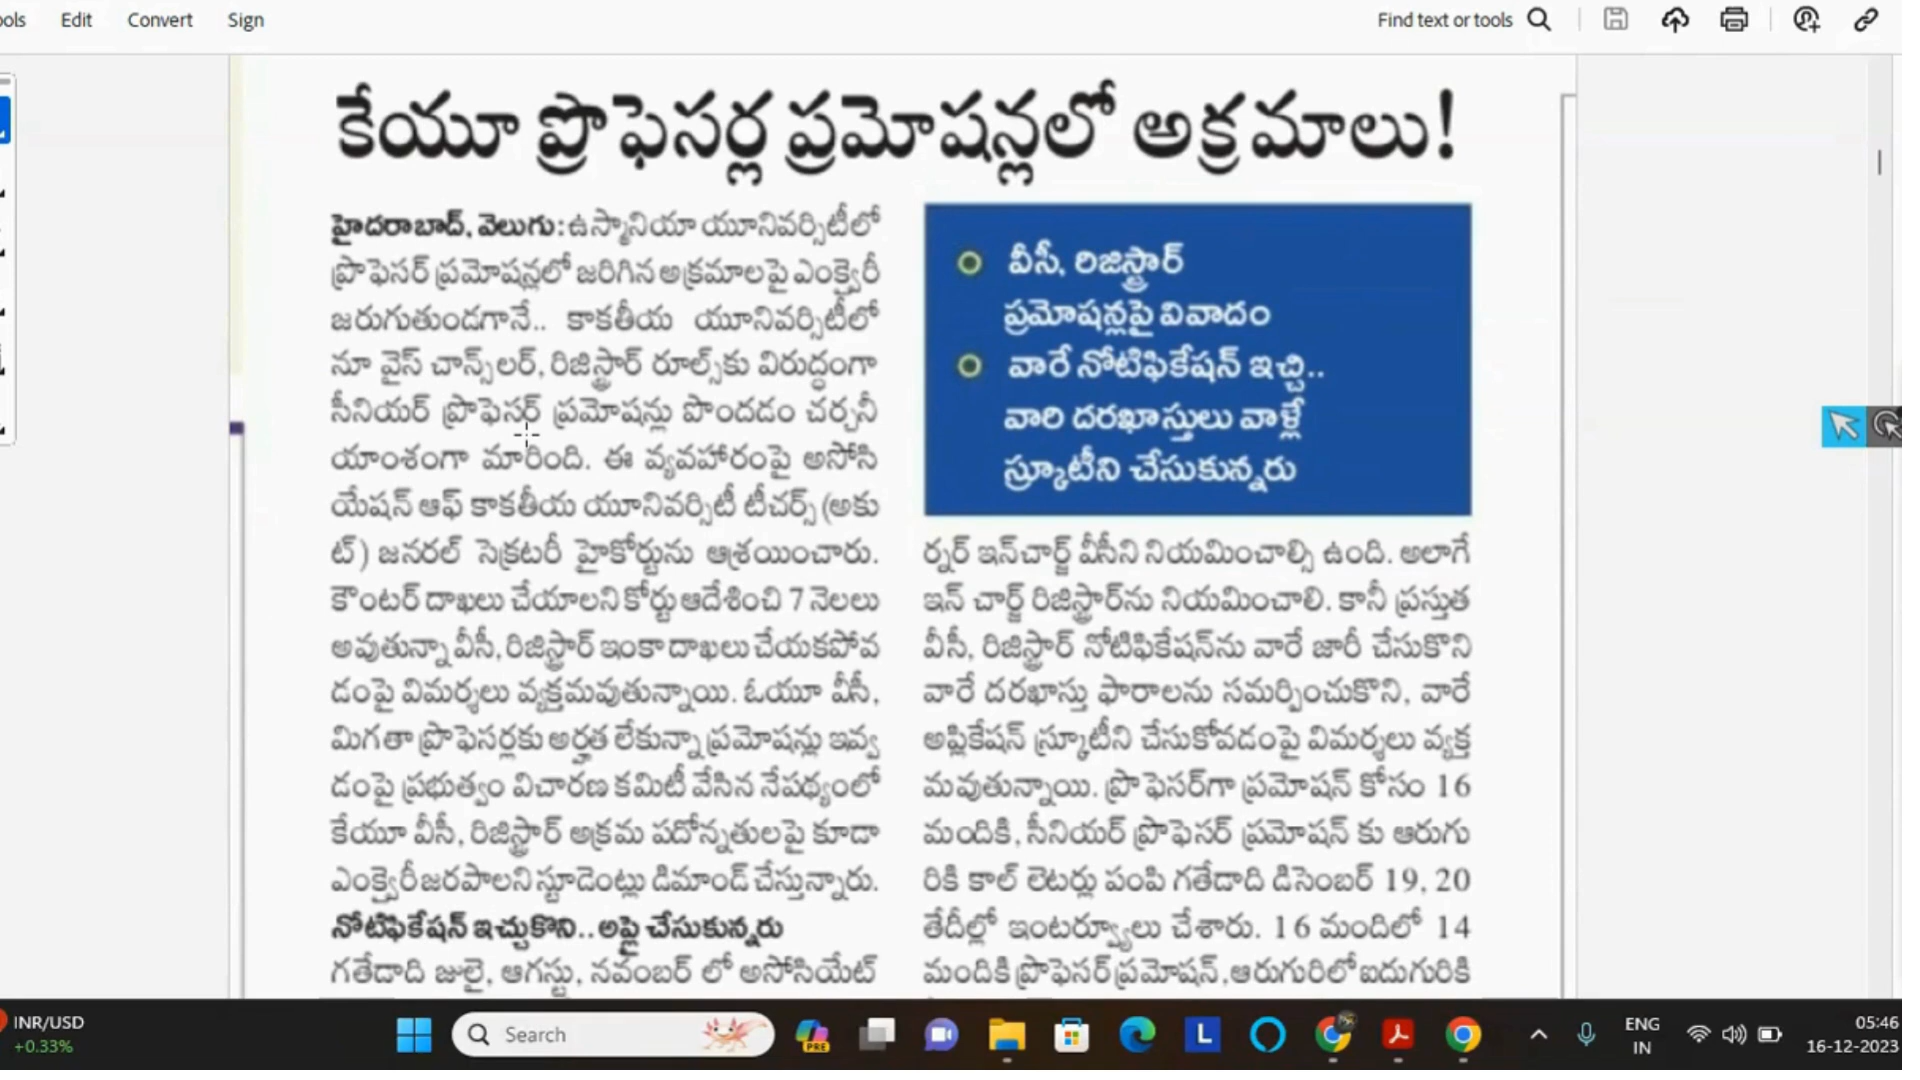 ools Edit Convert Sign
Find text or tools
కేయూ ప్రొఫెసర్ల ప్రమోషన్లలో అక్రమాలు!
హైదరాబాద్, వెలుగు: ఉస్మానియా యూనివర్సిటీలో
ప్రొఫెసర్ ప్రమోషన్లలో జరిగిన అక్రమాలపై ఎంక్వైరీ
జరుగుతుండగానే.. కాకతీయ యూనివర్సిటీలో
నూ వైస్ చాన్స్‌లర్, రిజిస్ట్రార్ రూల్స్‌కు విరుద్ధంగా
సీనియర్ ప్రొఫెసర్ ప్రమోషన్లు పొందడం చర్చనీ
యాంశంగా మారింది. ఈ వ్యవహారంపై అసోసి
యేషన్ ఆఫ్ కాకతీయ యూనివర్సిటీ టీచర్స్ (అకు
ట్) జనరల్ సెక్రటరీ హైకోర్టును ఆశ్రయించారు.
కౌంటర్ దాఖలు చేయాలని కోర్టు ఆదేశించి 7 నెలలు
అవుతున్నా వీసీ, రిజిస్ట్రార్ ఇంకా దాఖలు చేయకపోవ
డంపై విమర్శలు వ్యక్తమవుతున్నాయి. ఓయూ వీసీ,
మిగతా ప్రొఫెసర్లకు అర్హత లేకున్నా ప్రమోషన్లు ఇవ్వ
డంపై ప్రభుత్వం విచారణ కమిటీ వేసిన నేపథ్యంలో
కేయూ వీసీ, రిజిస్ట్రార్ అక్రమ పదోన్నతులపై కూడా
ఎంక్వైరీ జరపాలని స్టూడెంట్లు డిమాండ్ చేస్తున్నారు.
నోటిఫికేషన్ ఇచ్చుకొని.. అప్లై చేసుకున్నరు
గతేడాది జులై, ఆగస్టు, నవంబర్ లో అసోసియేట్
వీసీ, రిజిస్ట్రార్
ప్రమోషన్లపై వివాదం
వారే నోటిఫికేషన్ ఇచ్చి..
వారి దరఖాస్తులు వాళ్లే
స్క్రూటీని చేసుకున్నరు
ర్నర్ ఇన్‌చార్జ్ వీసీని నియమించాల్సి ఉంది. అలాగే
ఇన్ చార్జ్ రిజిస్ట్రార్‌ను నియమించాలి. కానీ ప్రస్తుత
వీసీ, రిజిస్ట్రార్ నోటిఫికేషన్‌ను వారే జారీ చేసుకొని
వారే దరఖాస్తు ఫారాలను సమర్పించుకొని, వారే
అప్లికేషన్ స్క్రూటీని చేసుకోవడంపై విమర్శలు వ్యక్త
మవుతున్నాయి. ప్రొఫెసర్‌గా ప్రమోషన్ కోసం 16
మందికి, సీనియర్ ప్రొఫెసర్ ప్రమోషన్ కు ఆరుగు
రికి కాల్ లెటర్లు పంపి గతేడాది డిసెంబర్ 19, 20
తేదీల్లో ఇంటర్వ్యూలు చేశారు. 16 మందిలో 14
మందికి ప్రొఫెసర్ ప్రమోషన్, ఆరుగురిలో ఐదుగురికి
INR/USD
+0.33%
Search
PRE
L
ENG
IN
05:46
16-12-2023